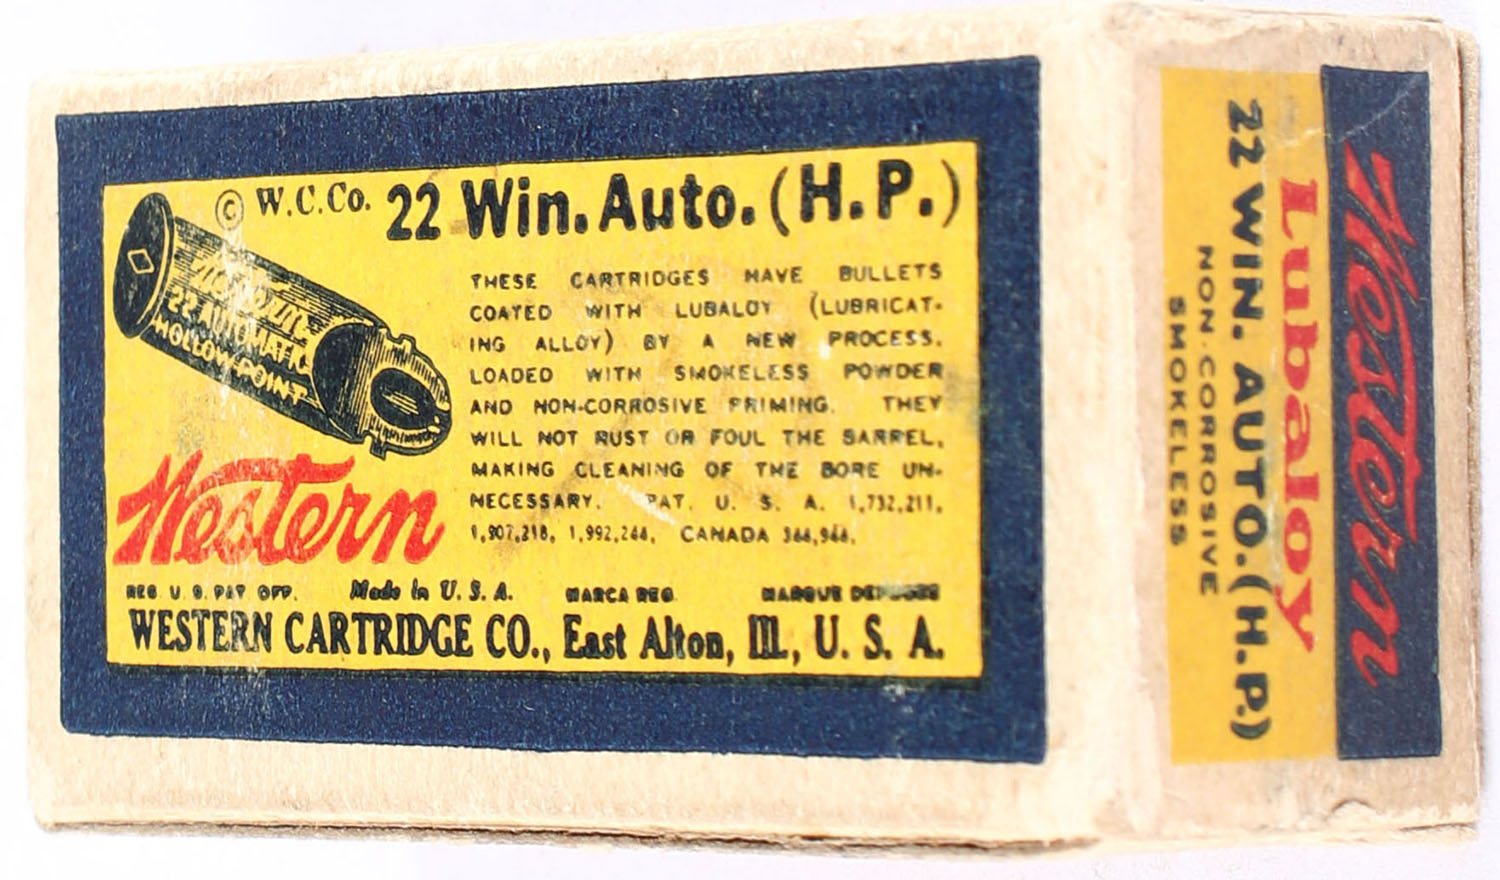 © W.C.Co. 22 Win. Auto. (H.P.)
Western
22 AUTOMATIC
HOLLOW-POINT
THESE CARTRIDGES HAVE BULLETS
COATED WITH LUBALOY (LUBRICAT-
ING ALLOY) BY A NEW PROCESS.
LOADED WITH SMOKELESS POWDER
AND NON-CORROSIVE PRIMING. THEY
WILL NOT RUST OR FOUL THE BARREL,
MAKING CLEANING OF THE BORE UN-
NECESSARY. PAT. U. S. A. 1,732,211,
1,907,218, 1,992,244, CANADA
Western
REG. U. S. PAT. OFF. Made in U. S. A. MARCA REG. MARQUE DEPOSEE
WESTERN CARTRIDGE CO., East Alton, Ill., U. S. A.
Western
Lubaloy
22 WIN. AUTO. (H.P.)
NON-CORROSIVE
SMOKELESS